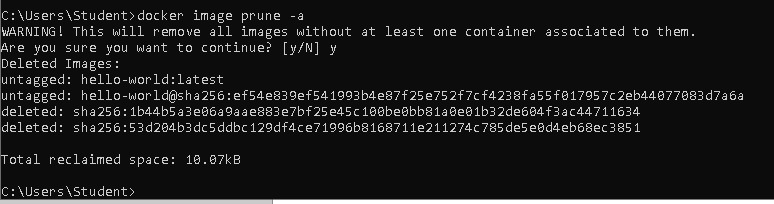 C:\Users\Student>docker image prune -a
WARNING! This will remove all images without at least one container associated to them.
Are you sure you want to continue? [y/N] y
Deleted Images:
untagged: hello-world:latest
untagged: hello-world@sha256:ef54e839ef541993b4e87f25e752f7cf4238fa55f017957c2eb44077083d7a6a
deleted: sha256:1b44b5a3e06a9aae883e7bf25e45c100be0bb81a0e01b32de604f3ac44711634
deleted: sha256:53d204b3dc5ddbc129df4ce71996b8168711e211274c785de5e0d4eb68ec3851
Total reclaimed space: 10.07kB
C:\Users\Student>